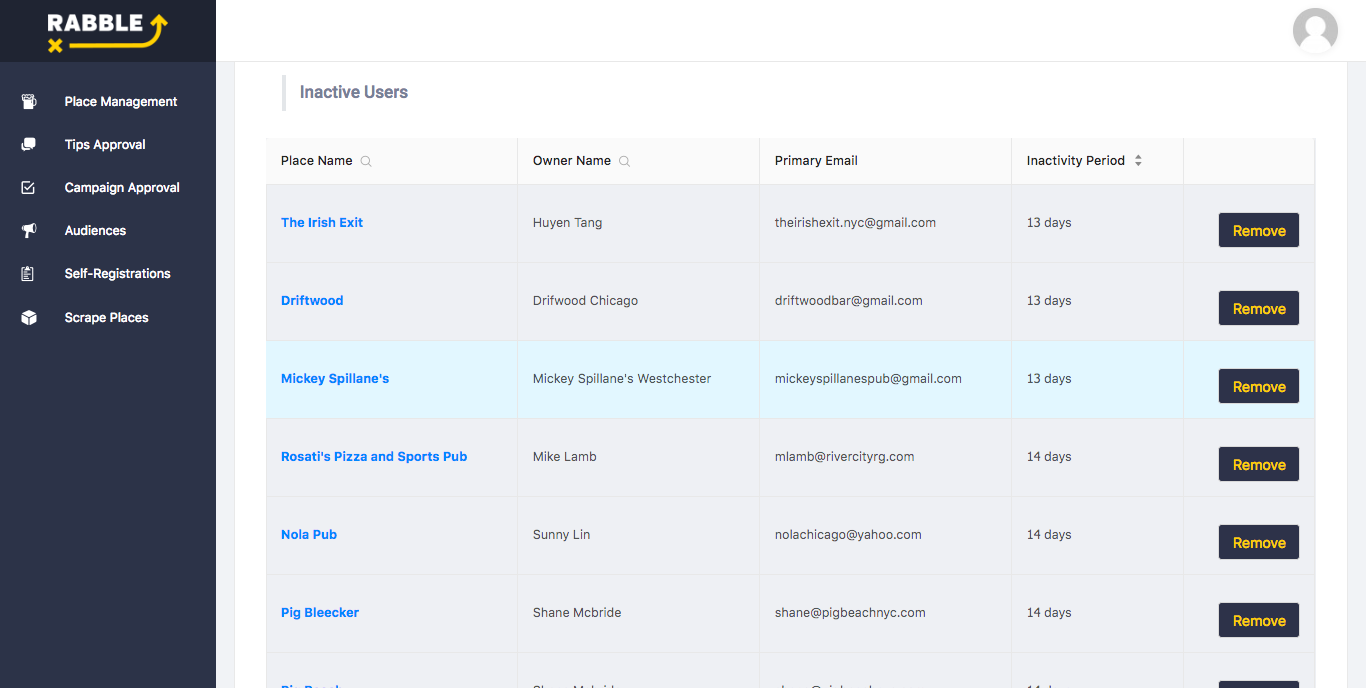 RABBLE
Place Management
Tips Approval
Campaign Approval
Audiences
Self-Registrations
Scrape Places
Inactive Users
Place Name Owner Name Primary Email Inactivity Period
The Irish Exit Huyen Tang theirishexit.nyc@gmail.com 13 days Remove
Driftwood Drifwood Chicago driftwoodbar@gmail.com 13 days Remove
Mickey Spillane's Mickey Spillane's Westchester mickeyspillanespub@gmail.com 13 days Remove
Rosati's Pizza and Sports Pub Mike Lamb mlamb@rivercityrg.com 14 days Remove
Nola Pub Sunny Lin nolachicago@yahoo.com 14 days Remove
Pig Bleecker Shane Mcbride shane@pigbeachnyc.com 14 days Remove